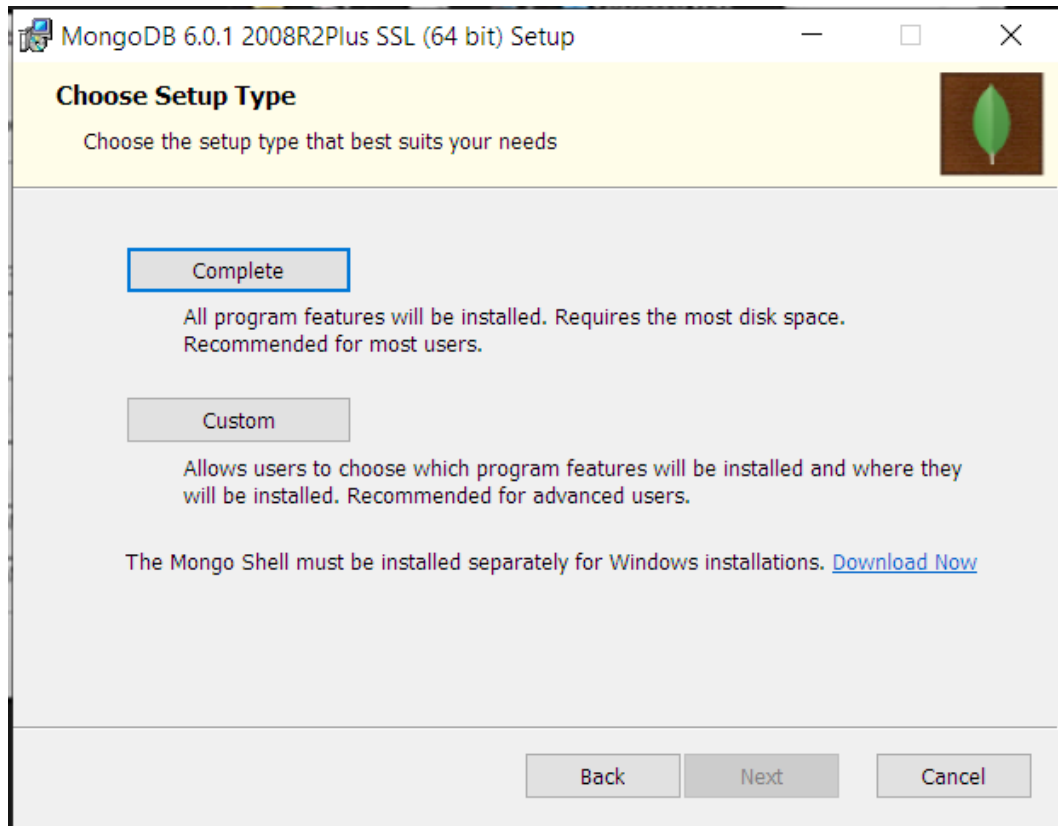 MongoDB 6.0.1 2008R2Plus SSL (64 bit) Setup
Choose Setup Type
Choose the setup type that best suits your needs
Complete
All program features will be installed. Requires the most disk space.
Recommended for most users.
Custom
Allows users to choose which program features will be installed and where they
will be installed. Recommended for advanced users.
The Mongo Shell must be installed separately for Windows installations. Download Now
Back Next Cancel